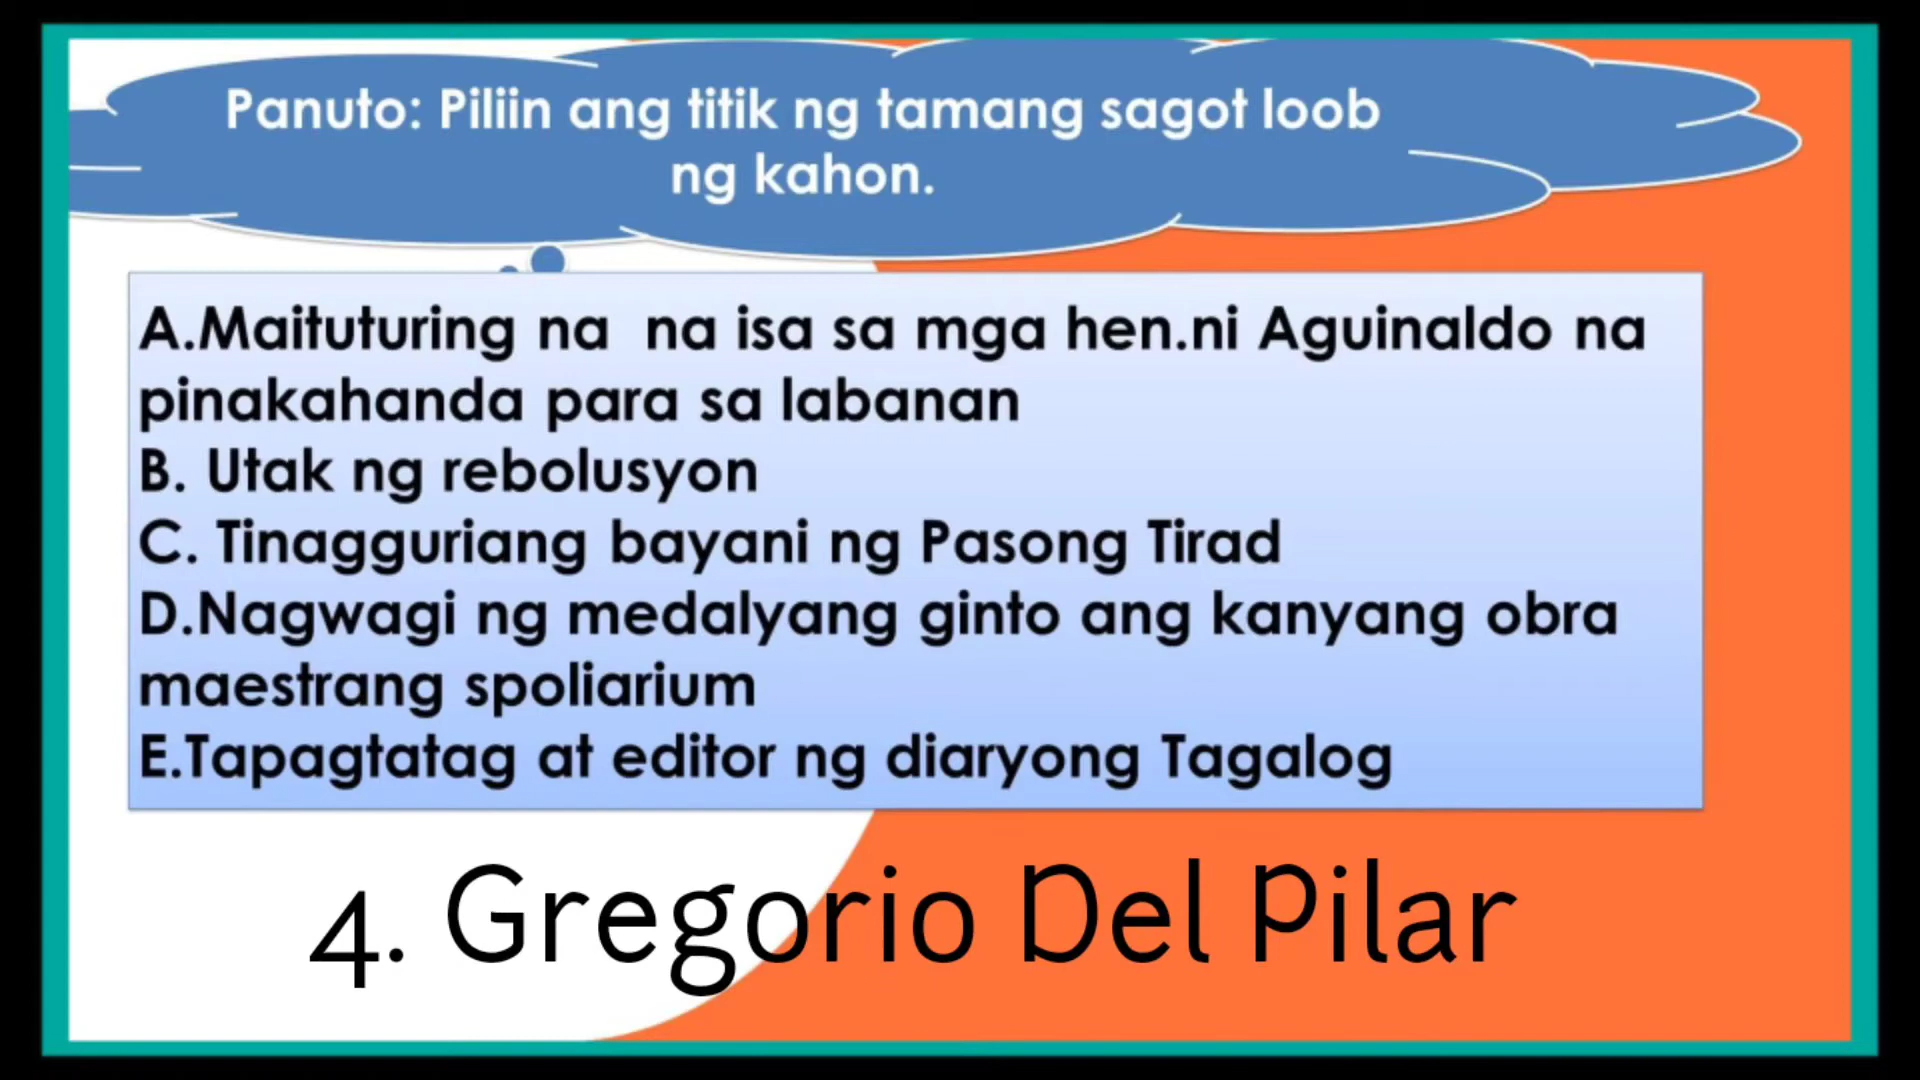 Panuto: Piliin ang titik ng tamang sagot loob
ng kahon.
A.Maituturing na na isa sa mga hen.ni Aguinaldo na
pinakahanda para sa labanan
B. Utak ng rebolusyon
C. Tinagguriang bayani ng Pasong Tirad
D.Nagwagi ng medalyang ginto ang kanyang obra
maestrang spoliarium
E.Tapagtatag at editor ng diaryong Tagalog
4. Gregorio Del Pilar